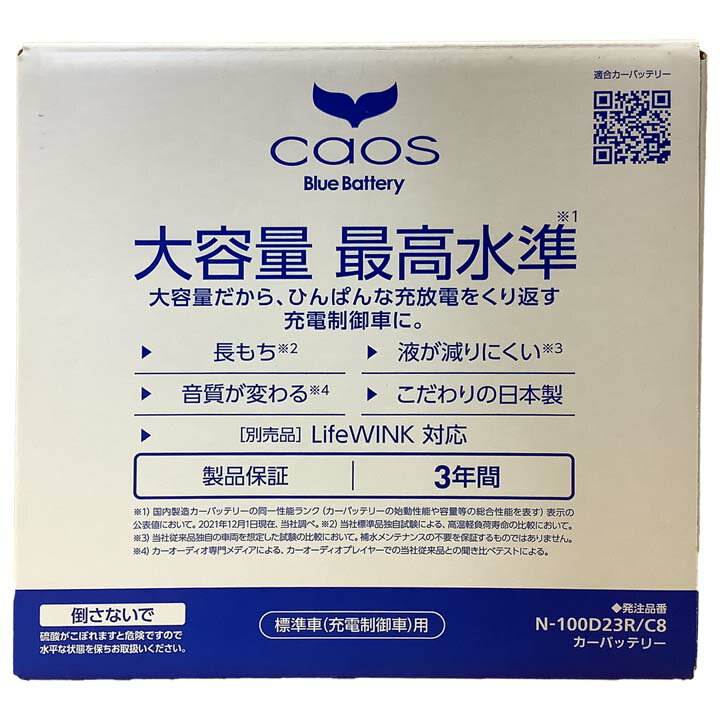 適合カーバッテリー
caos
Blue Battery
大容量 最高水準※1
大容量だから、ひんぱんな充放電をくり返す
充電制御車に。
▶ 長もち※2 ▶ 液が減りにくい※3
▶ 音質が変わる※4 ▶ こだわりの日本製
▶ [別売品] LifeWINK 対応
製品保証 3年間
※1) 国内製造カーバッテリーの同一性能ランク(カーバッテリーの始動性能や容量等の総合性能を表す)表示の
公表値において。2021年12月1日現在、当社調べ。※2) 当社標準品独自試験による、高温軽負荷寿命の比較において。
※3) 当社従来品独自の車両を想定した試験の比較において。補水メンテナンスの不要を保証するものではありません。
※4) カーオーディオ専門メディアによる、カーオーディオプレイヤーでの当社従来品との聞き比べテストによる。
倒さないで
硫酸がこぼれますと危険ですので
水平な状態を保ちお取扱いください。
標準車(充電制御車)用
◆発注品番
N-100D23R/C8
カーバッテリー